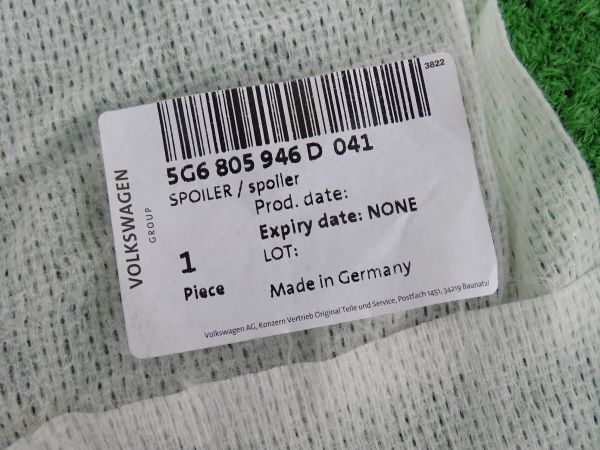 3822
5G6 805 946 D 041
SPOILER / spoiler
Prod. date:
Expiry date: NONE
LOT:
1
Piece
Made in Germany
VOLKSWAGEN
GROUP
Volkswagen AG, Konzern Vertrieb Original Teile und Service, Postfach 1451, 34219 Baunatal